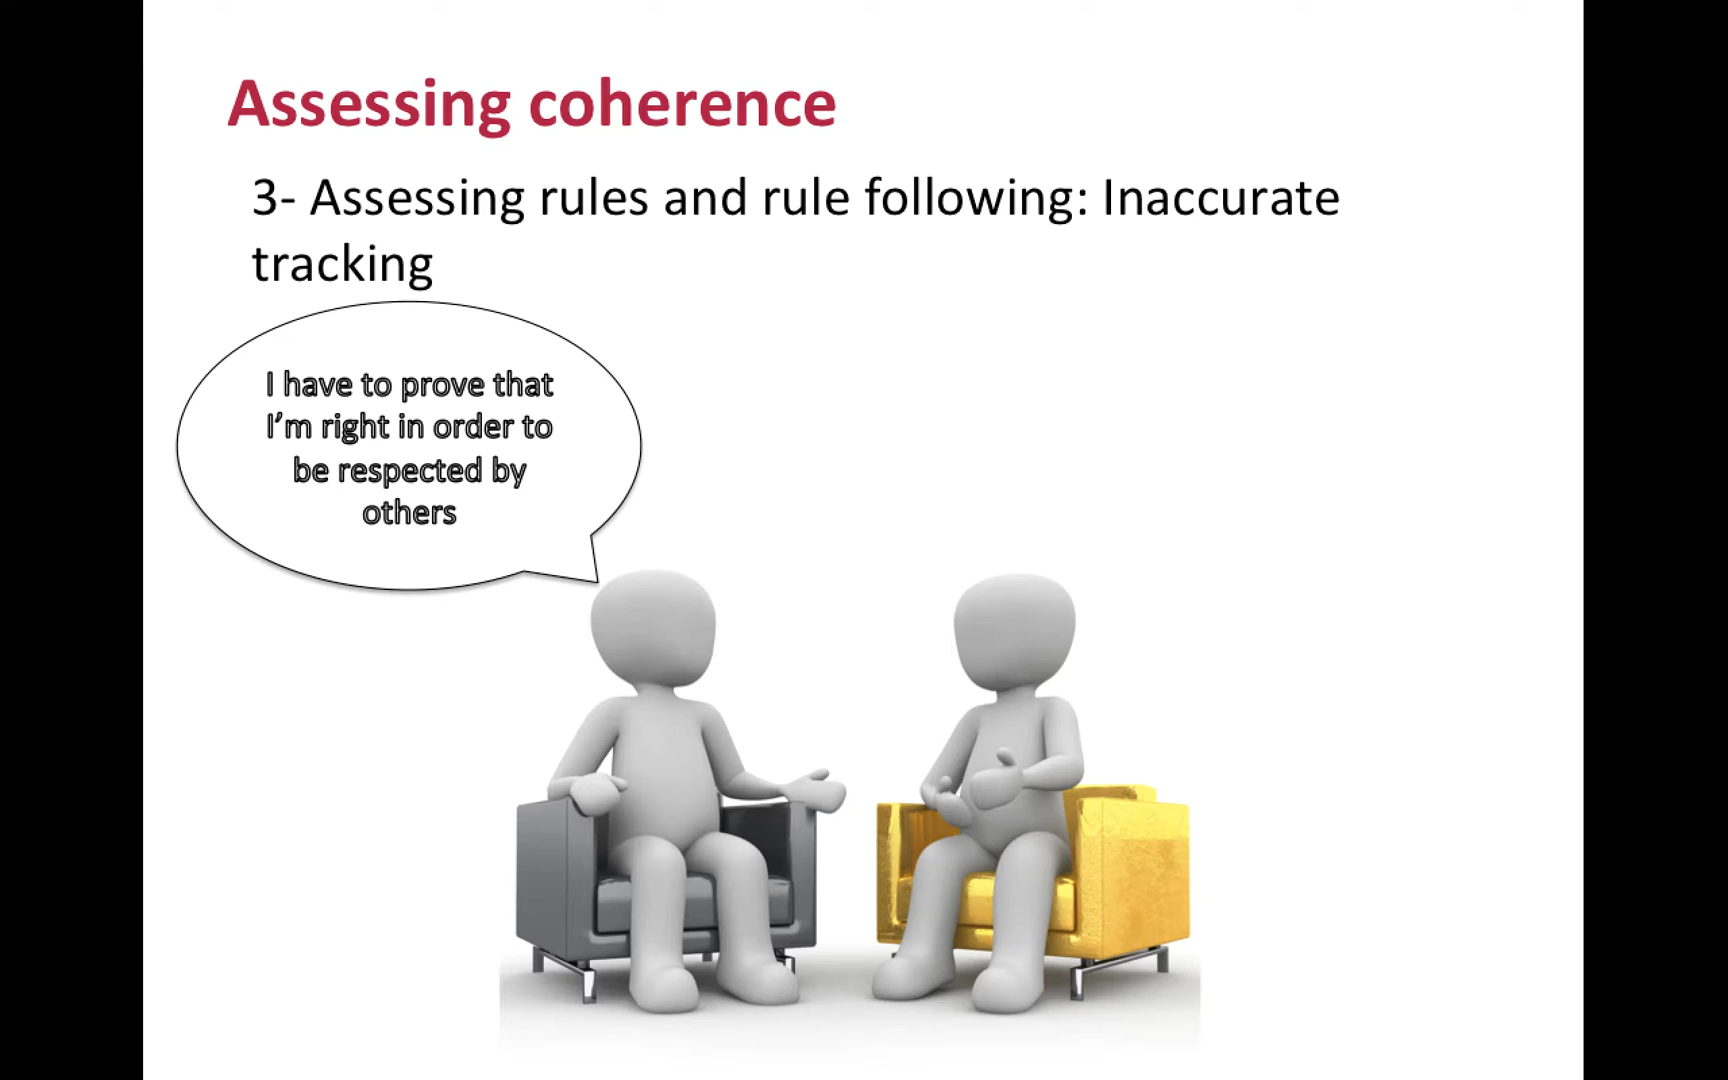 Assessing coherence
3- Assessing rules and rule following: Inaccurate
tracking
I have to prove that
I’m right in order to
be respected by
others